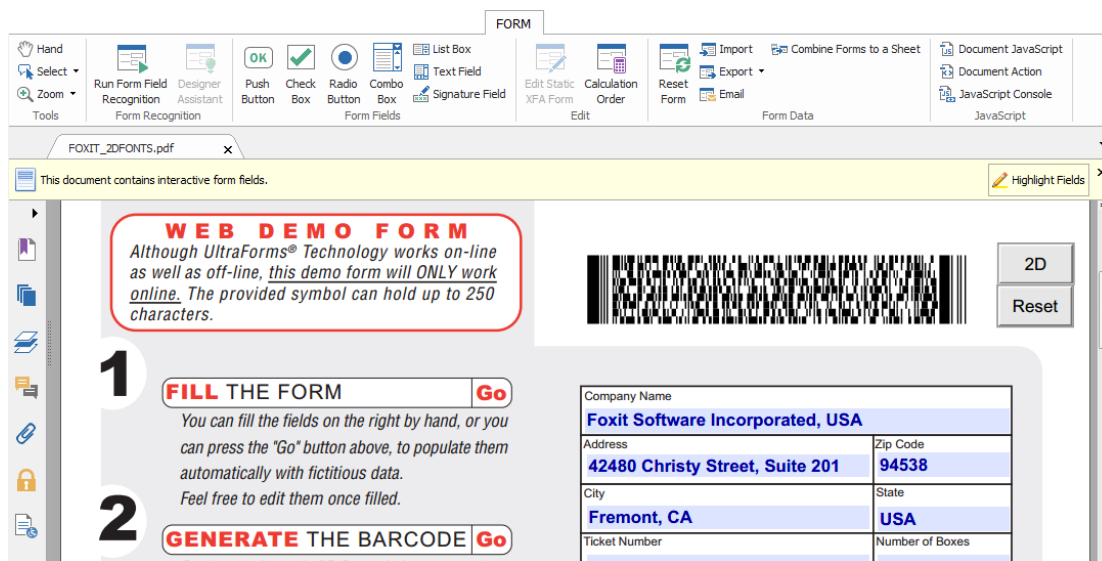 FORM
Hand
Select
Zoom
Tools
Run Form Field
Recognition
Designer
Assistant
Form Recognition
OK
Push
Button
Check
Box
Radio
Button
Combo
Box
List Box
Text Field
Signature Field
Form Fields
Edit Static
XFA Form
Calculation
Order
Edit
Reset
Form
Import
Export
Email
Combine Forms to a Sheet
Form Data
Document JavaScript
Document Action
JavaScript Console
JavaScript
FOXIT_2DFONTS.pdf x
This document contains interactive form fields.
Highlight Fields
WEB DEMO FORM
Although UltraForms® Technology works on-line
as well as off-line, this demo form will ONLY work
online. The provided symbol can hold up to 250
characters.
2D
Reset
1
FILL THE FORM Go
You can fill the fields on the right by hand, or you
can press the "Go" button above, to populate them
automatically with fictitious data.
Feel free to edit them once filled.
2
GENERATE THE BARCODE Go
Company Name
Foxit Software Incorporated, USA
Address
Zip Code
42480 Christy Street, Suite 201
94538
City
State
Fremont, CA
USA
Ticket Number
Number of Boxes